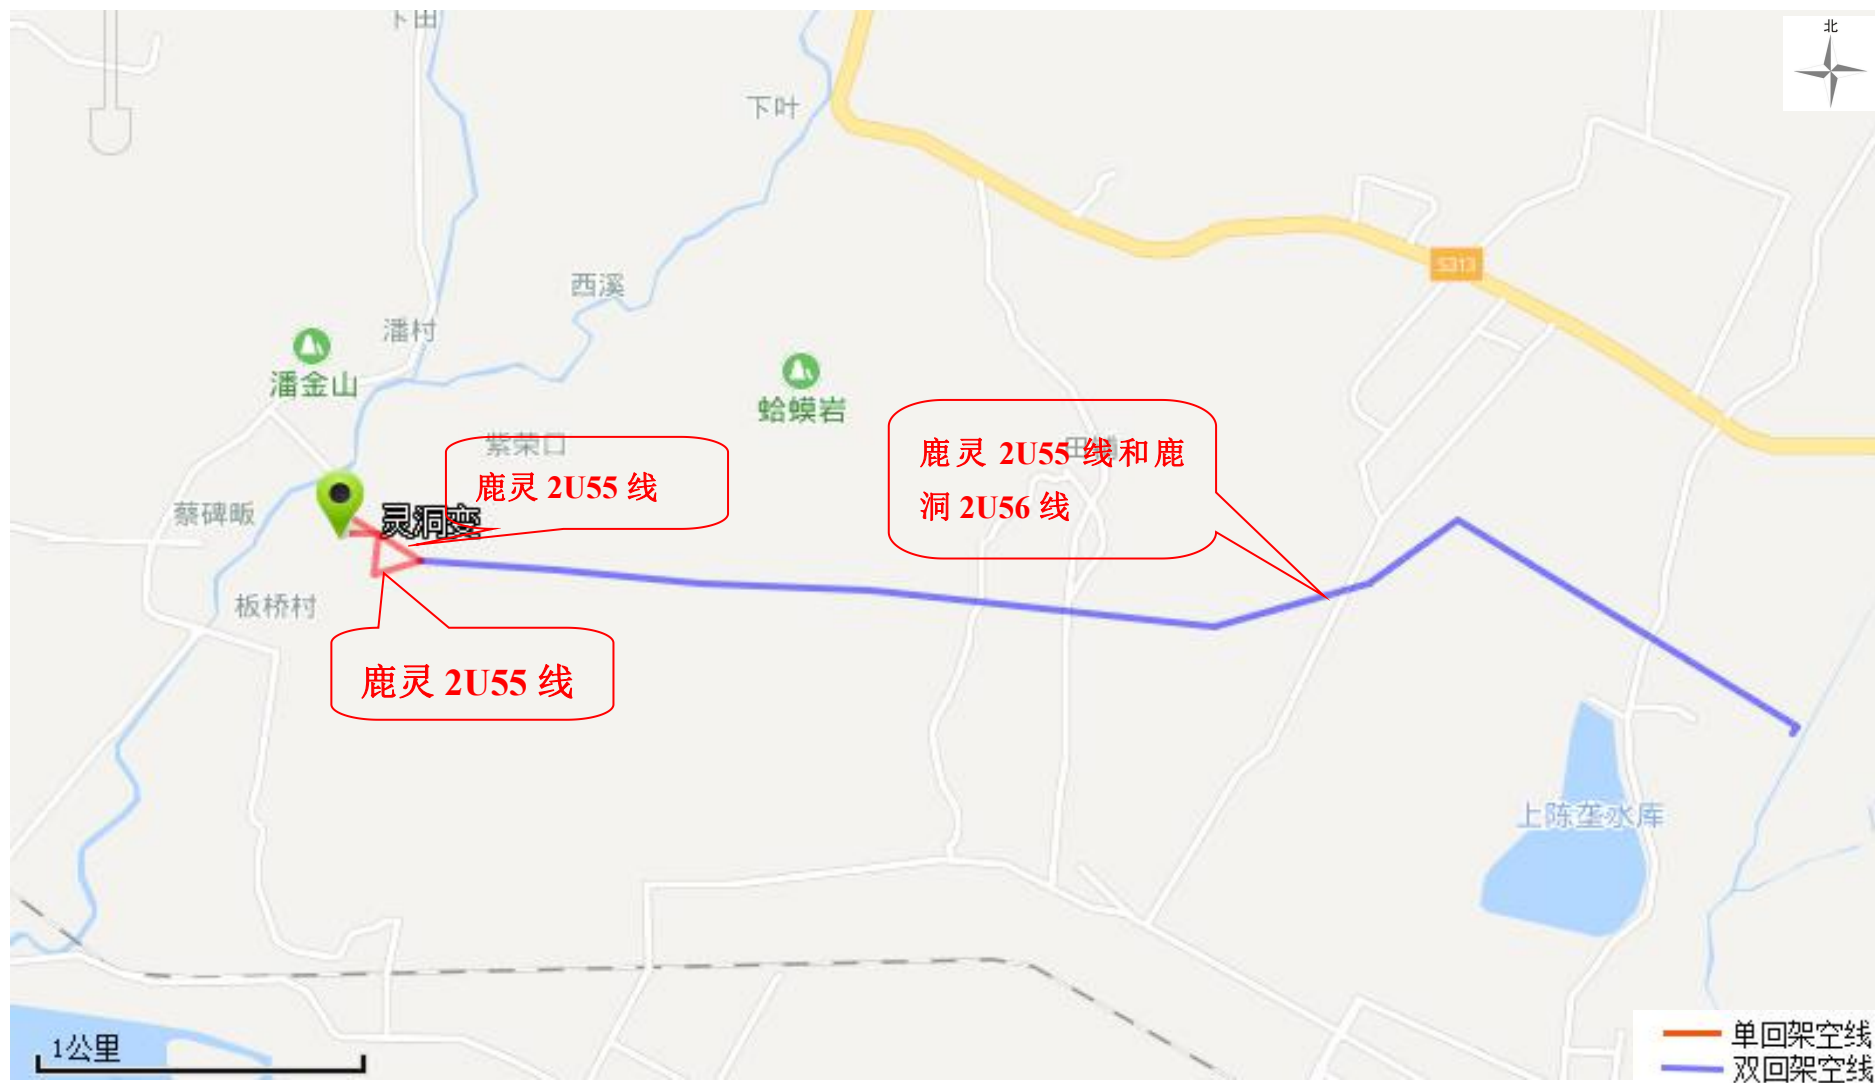 北
下田
下叶
S313
西溪
潘村
潘金山
蛤蟆岩
紫荣口
鹿灵 2U55 线和鹿
洞 2U56 线
鹿灵 2U55 线
蔡碑畈
灵洞变
板桥村
鹿灵 2U55 线
上陈垄水库
1公里
单回架空线
双回架空线